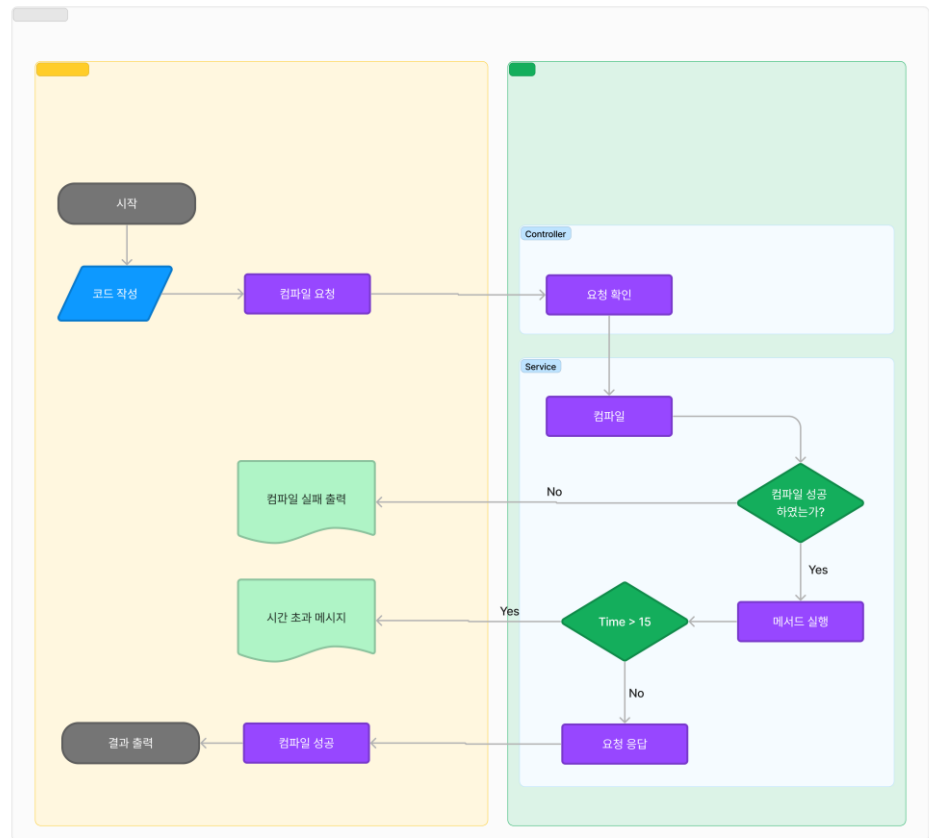 시작
Controller
코드 작성
컴파일 요청
요청 확인
Service
컴파일
컴파일 실패 출력
No
컴파일 성공
하였는가?
Yes
시간 초과 메시지
Yes
Time > 15
메서드 실행
No
결과 출력
컴파일 성공
요청 응답